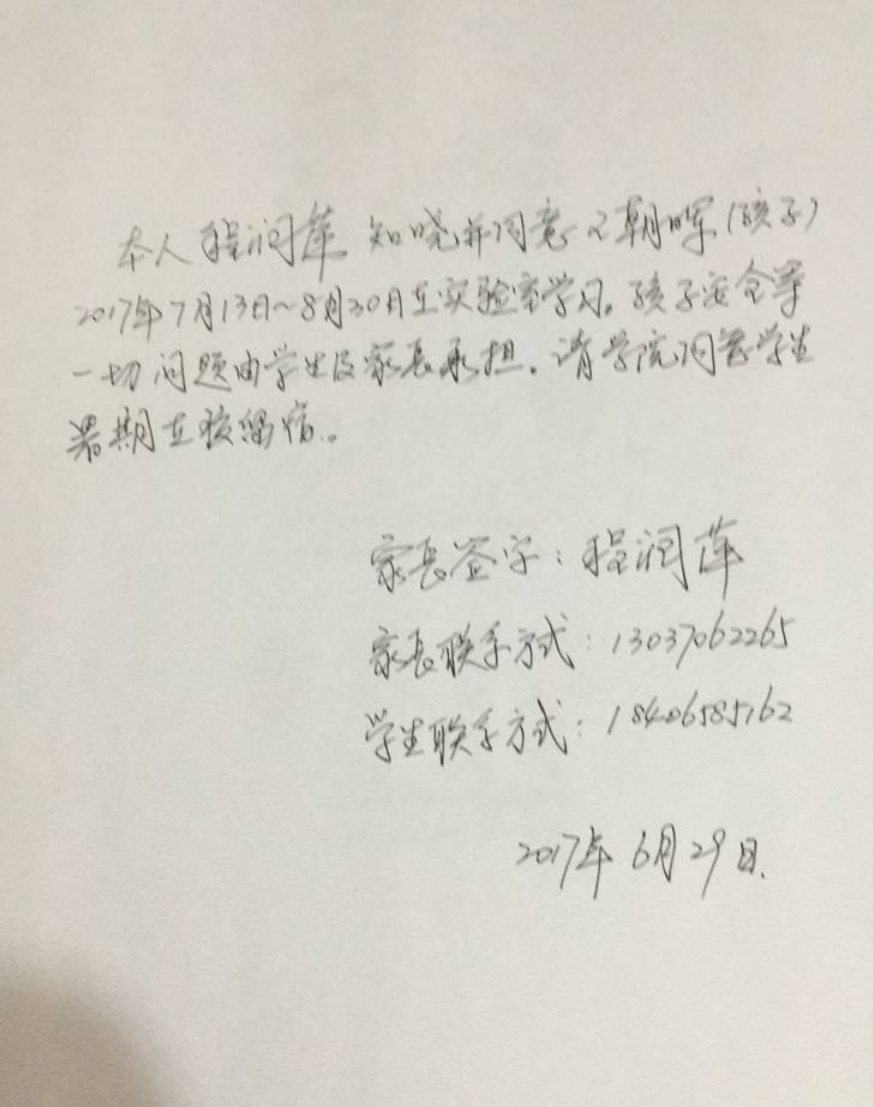 本人程润萍 知晓并同意 朝晖(孩子)
2017年7月13日~8月30日在实验室学习。孩子安全等
一切问题由学生及家长承担。请学院同意学生
暑期在校留宿。
家长签字:程润萍
家长联系方式:13037062265
学生联系方式:18406585162
2017年6月29日.